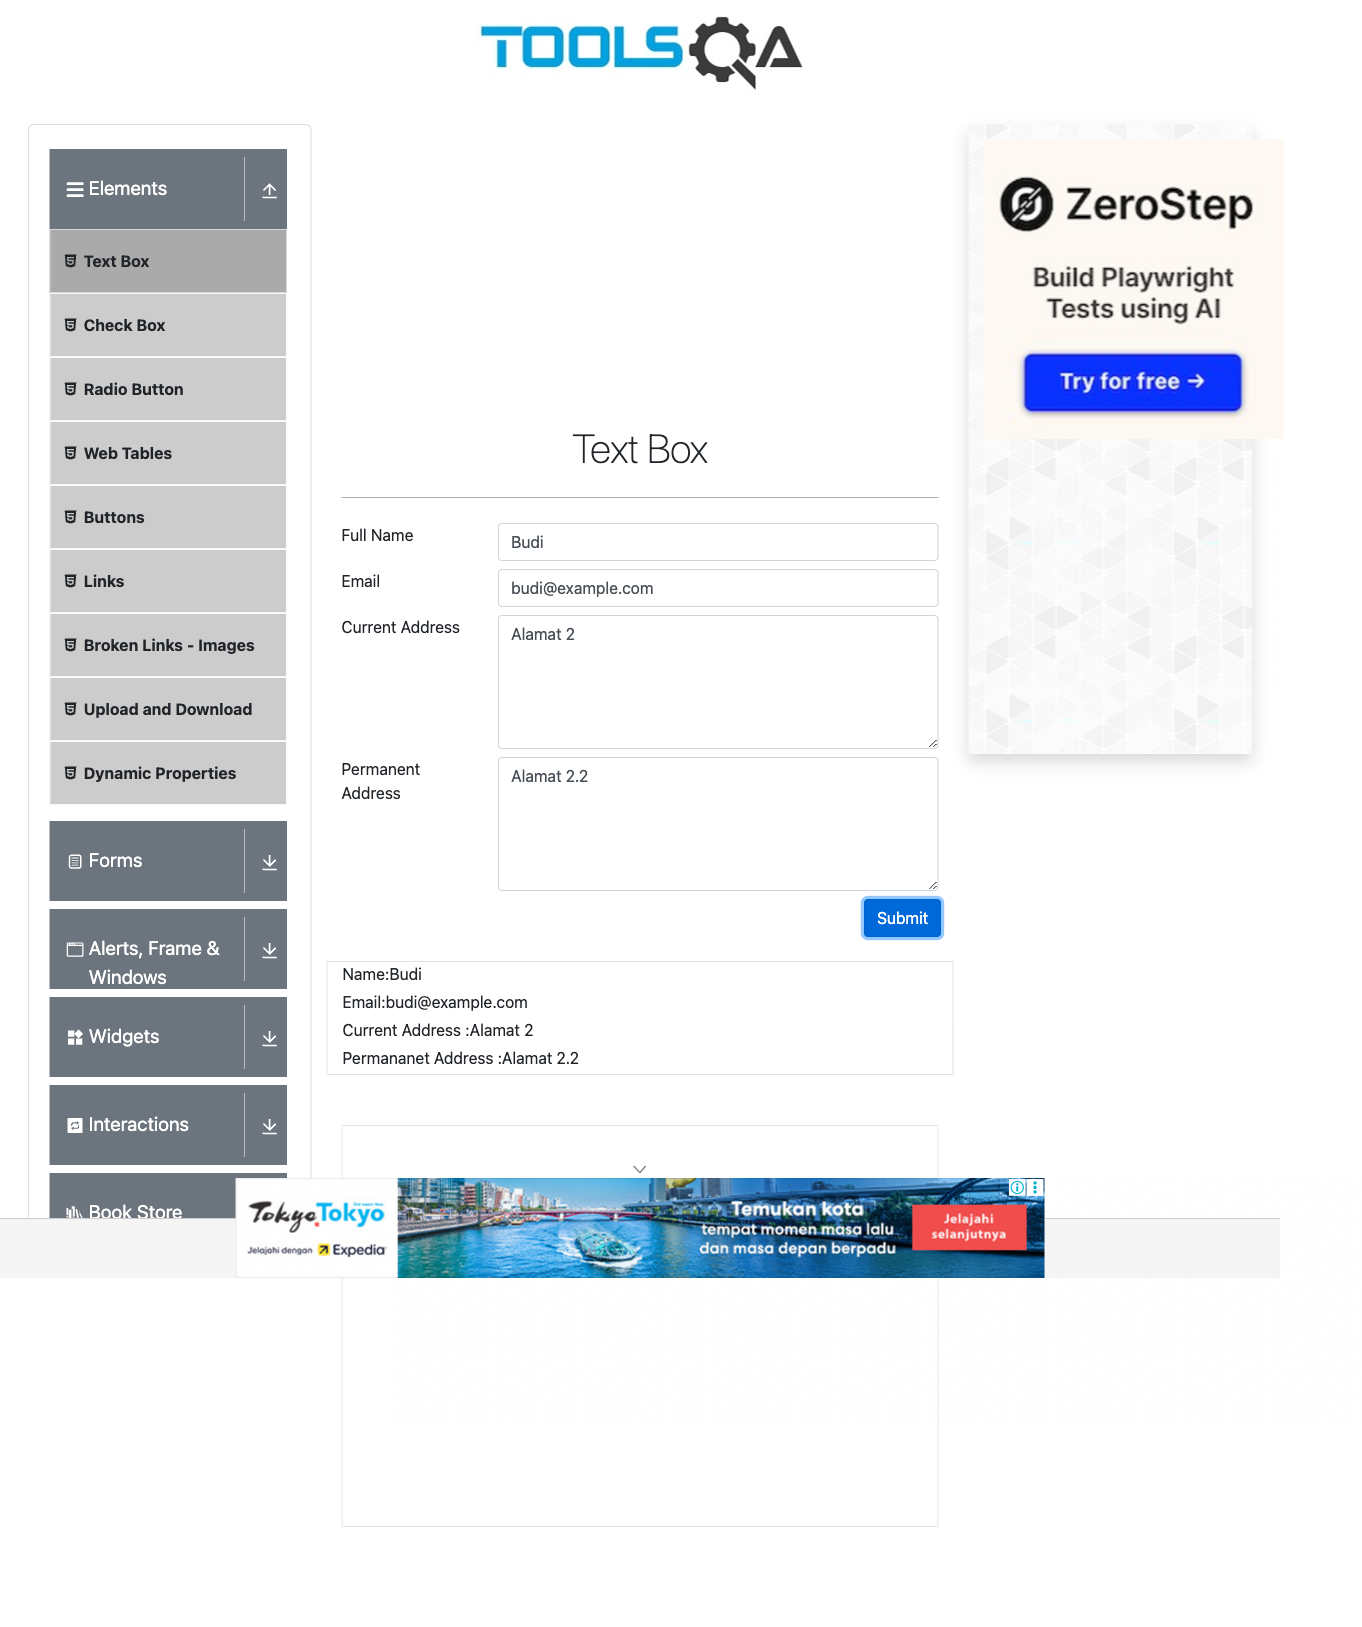 TOOLSQA
Elements
Text Box
Check Box
Radio Button
Web Tables
Buttons
Links
Broken Links - Images
Upload and Download
Dynamic Properties
Forms
Alerts, Frame &
Windows
Widgets
Interactions
Book Store
Text Box
Full Name
Budi
Email
budi@example.com
Current Address
Alamat 2
Permanent
Address
Alamat 2.2
Submit
Name:Budi
Email:budi@example.com
Current Address :Alamat 2
Permananet Address :Alamat 2.2
ZeroStep
Build Playwright
Tests using AI
Try for free →
Tokyo Tokyo
Jelajahi dengan Expedia
Temukan kota
tempat momen masa lalu
dan masa depan berpadu
Jelajahi
selanjutnya